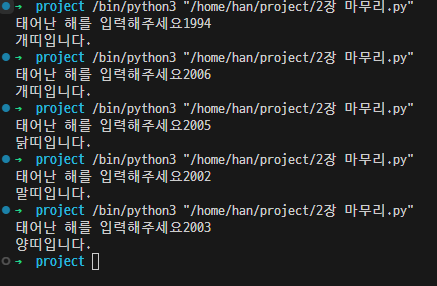 ➜ project /bin/python3 "/home/han/project/2장 마무리.py"
태어난 해를 입력해주세요1994
개띠입니다.
➜ project /bin/python3 "/home/han/project/2장 마무리.py"
태어난 해를 입력해주세요2006
개띠입니다.
➜ project /bin/python3 "/home/han/project/2장 마무리.py"
태어난 해를 입력해주세요2005
닭띠입니다.
➜ project /bin/python3 "/home/han/project/2장 마무리.py"
태어난 해를 입력해주세요2002
말띠입니다.
➜ project /bin/python3 "/home/han/project/2장 마무리.py"
태어난 해를 입력해주세요2003
양띠입니다.
➜ project